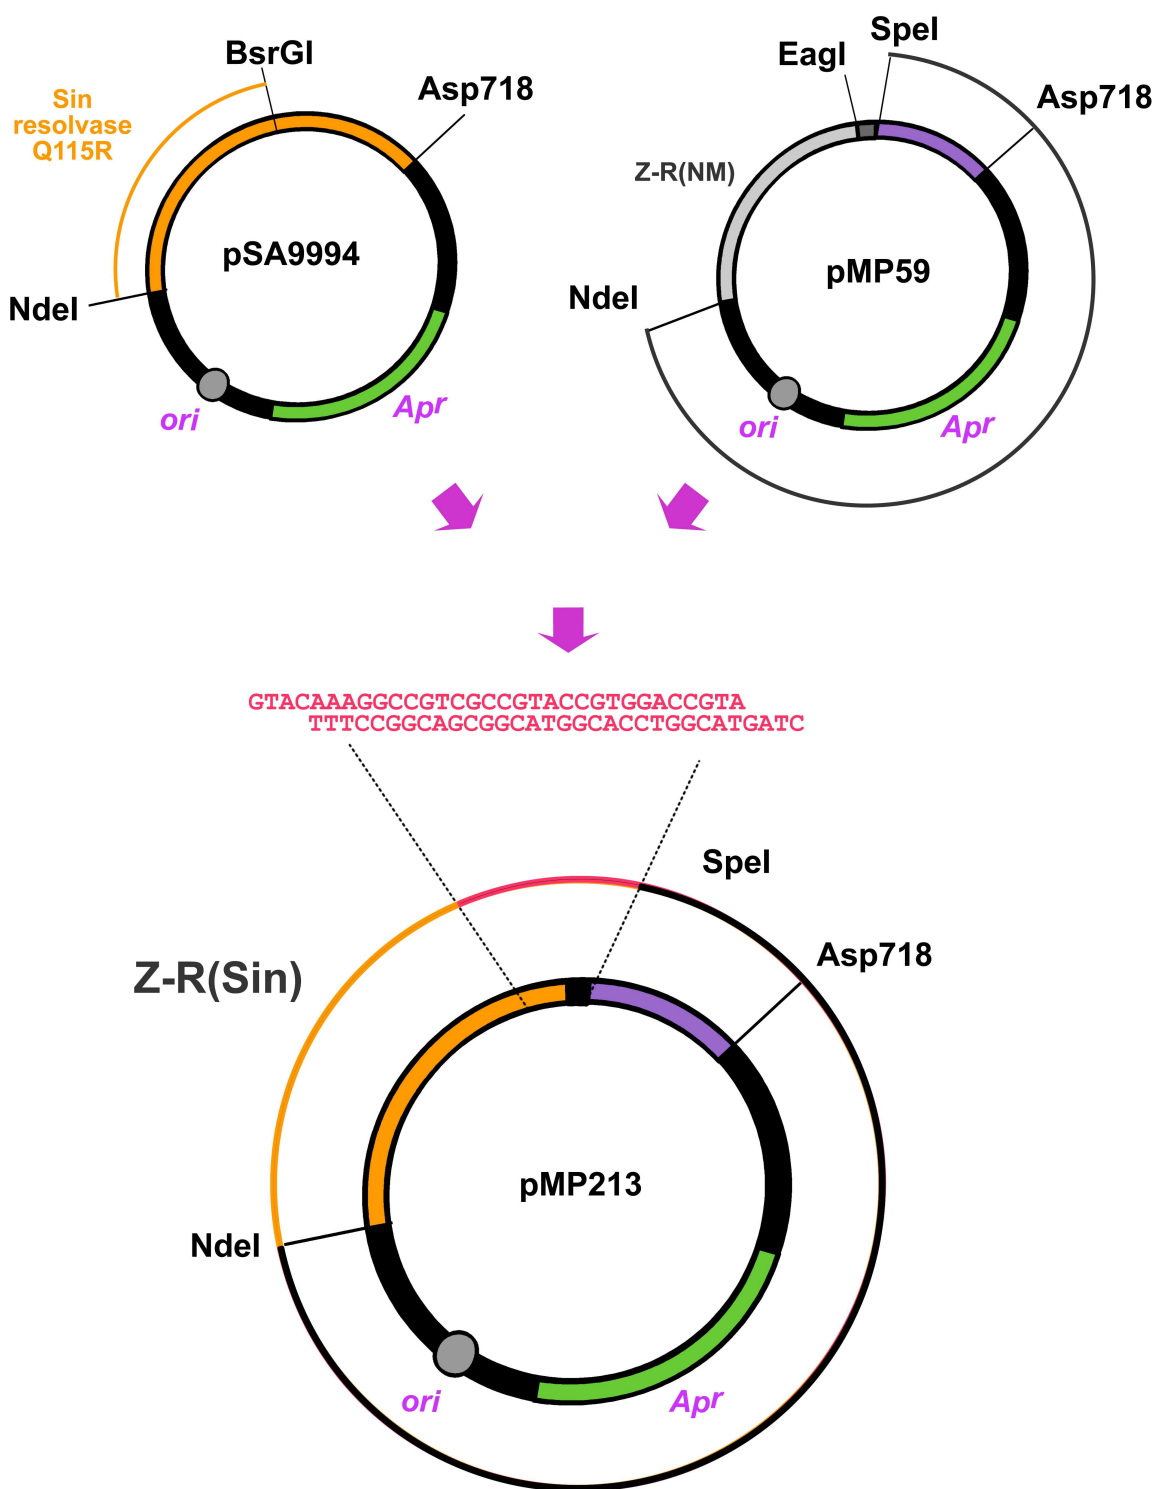 BsrGI
Asp718
Sin
resolvase
Q115R
pSA9994
NdeI
ori
Apr
SpeI
EagI
Asp718
Z-R(NM)
pMP59
NdeI
ori
Apr
GTACAAAGGCCGTCGCCGTACCGTGGACCGTA
TTTCCGGCAGCGGCATGGCACCTGGCATGATC
SpeI
Asp718
Z-R(Sin)
pMP213
NdeI
ori
Apr